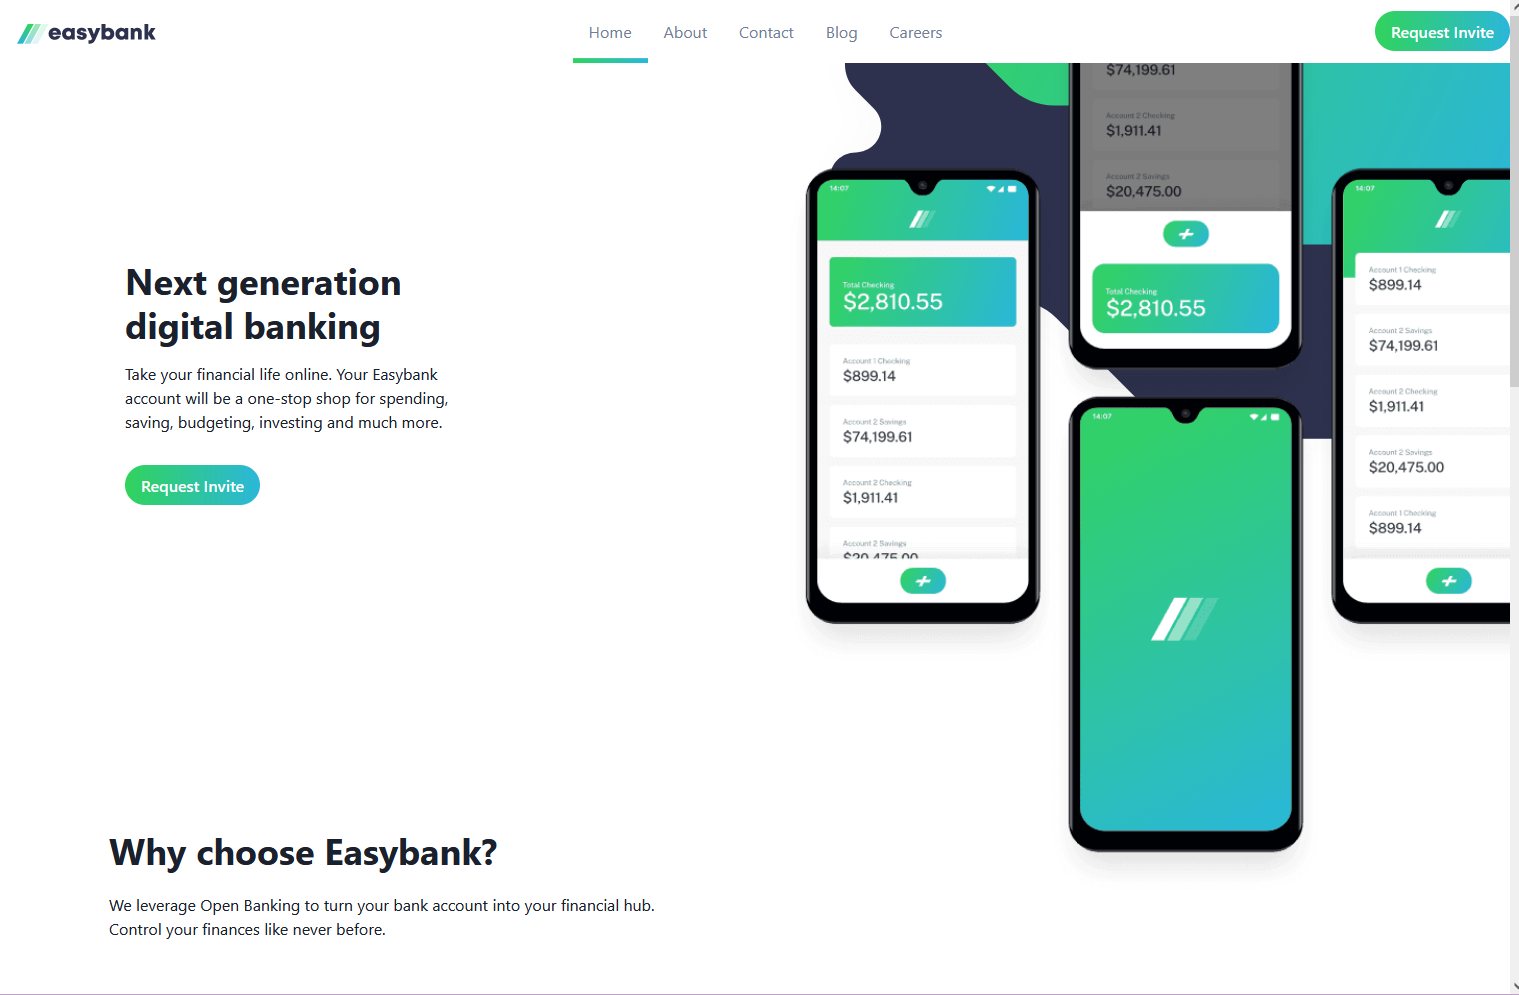 easybank
Home About Contact Blog Careers
Request Invite
Next generation
digital banking
Take your financial life online. Your Easybank
account will be a one-stop shop for spending,
saving, budgeting, investing and much more.
Request Invite
14:07
Total Checking
$2,810.55
Account 1 Checking
$899.14
Account 2 Savings
$74,199.61
Account 2 Checking
$1,911.41
Account 2 Savings
$20,475.00
$74,199.61
Account 2 Checking
$1,911.41
Account 2 Savings
$20,475.00
Total Checking
$2,810.55
14:07
14:07
Account 1 Checking
$899.14
Account 2 Savings
$74,199.61
Account 2 Checking
$1,911.41
Account 2 Savings
$20,475.00
Account 1 Checking
$899.14
Why choose Easybank?
We leverage Open Banking to turn your bank account into your financial hub.
Control your finances like never before.